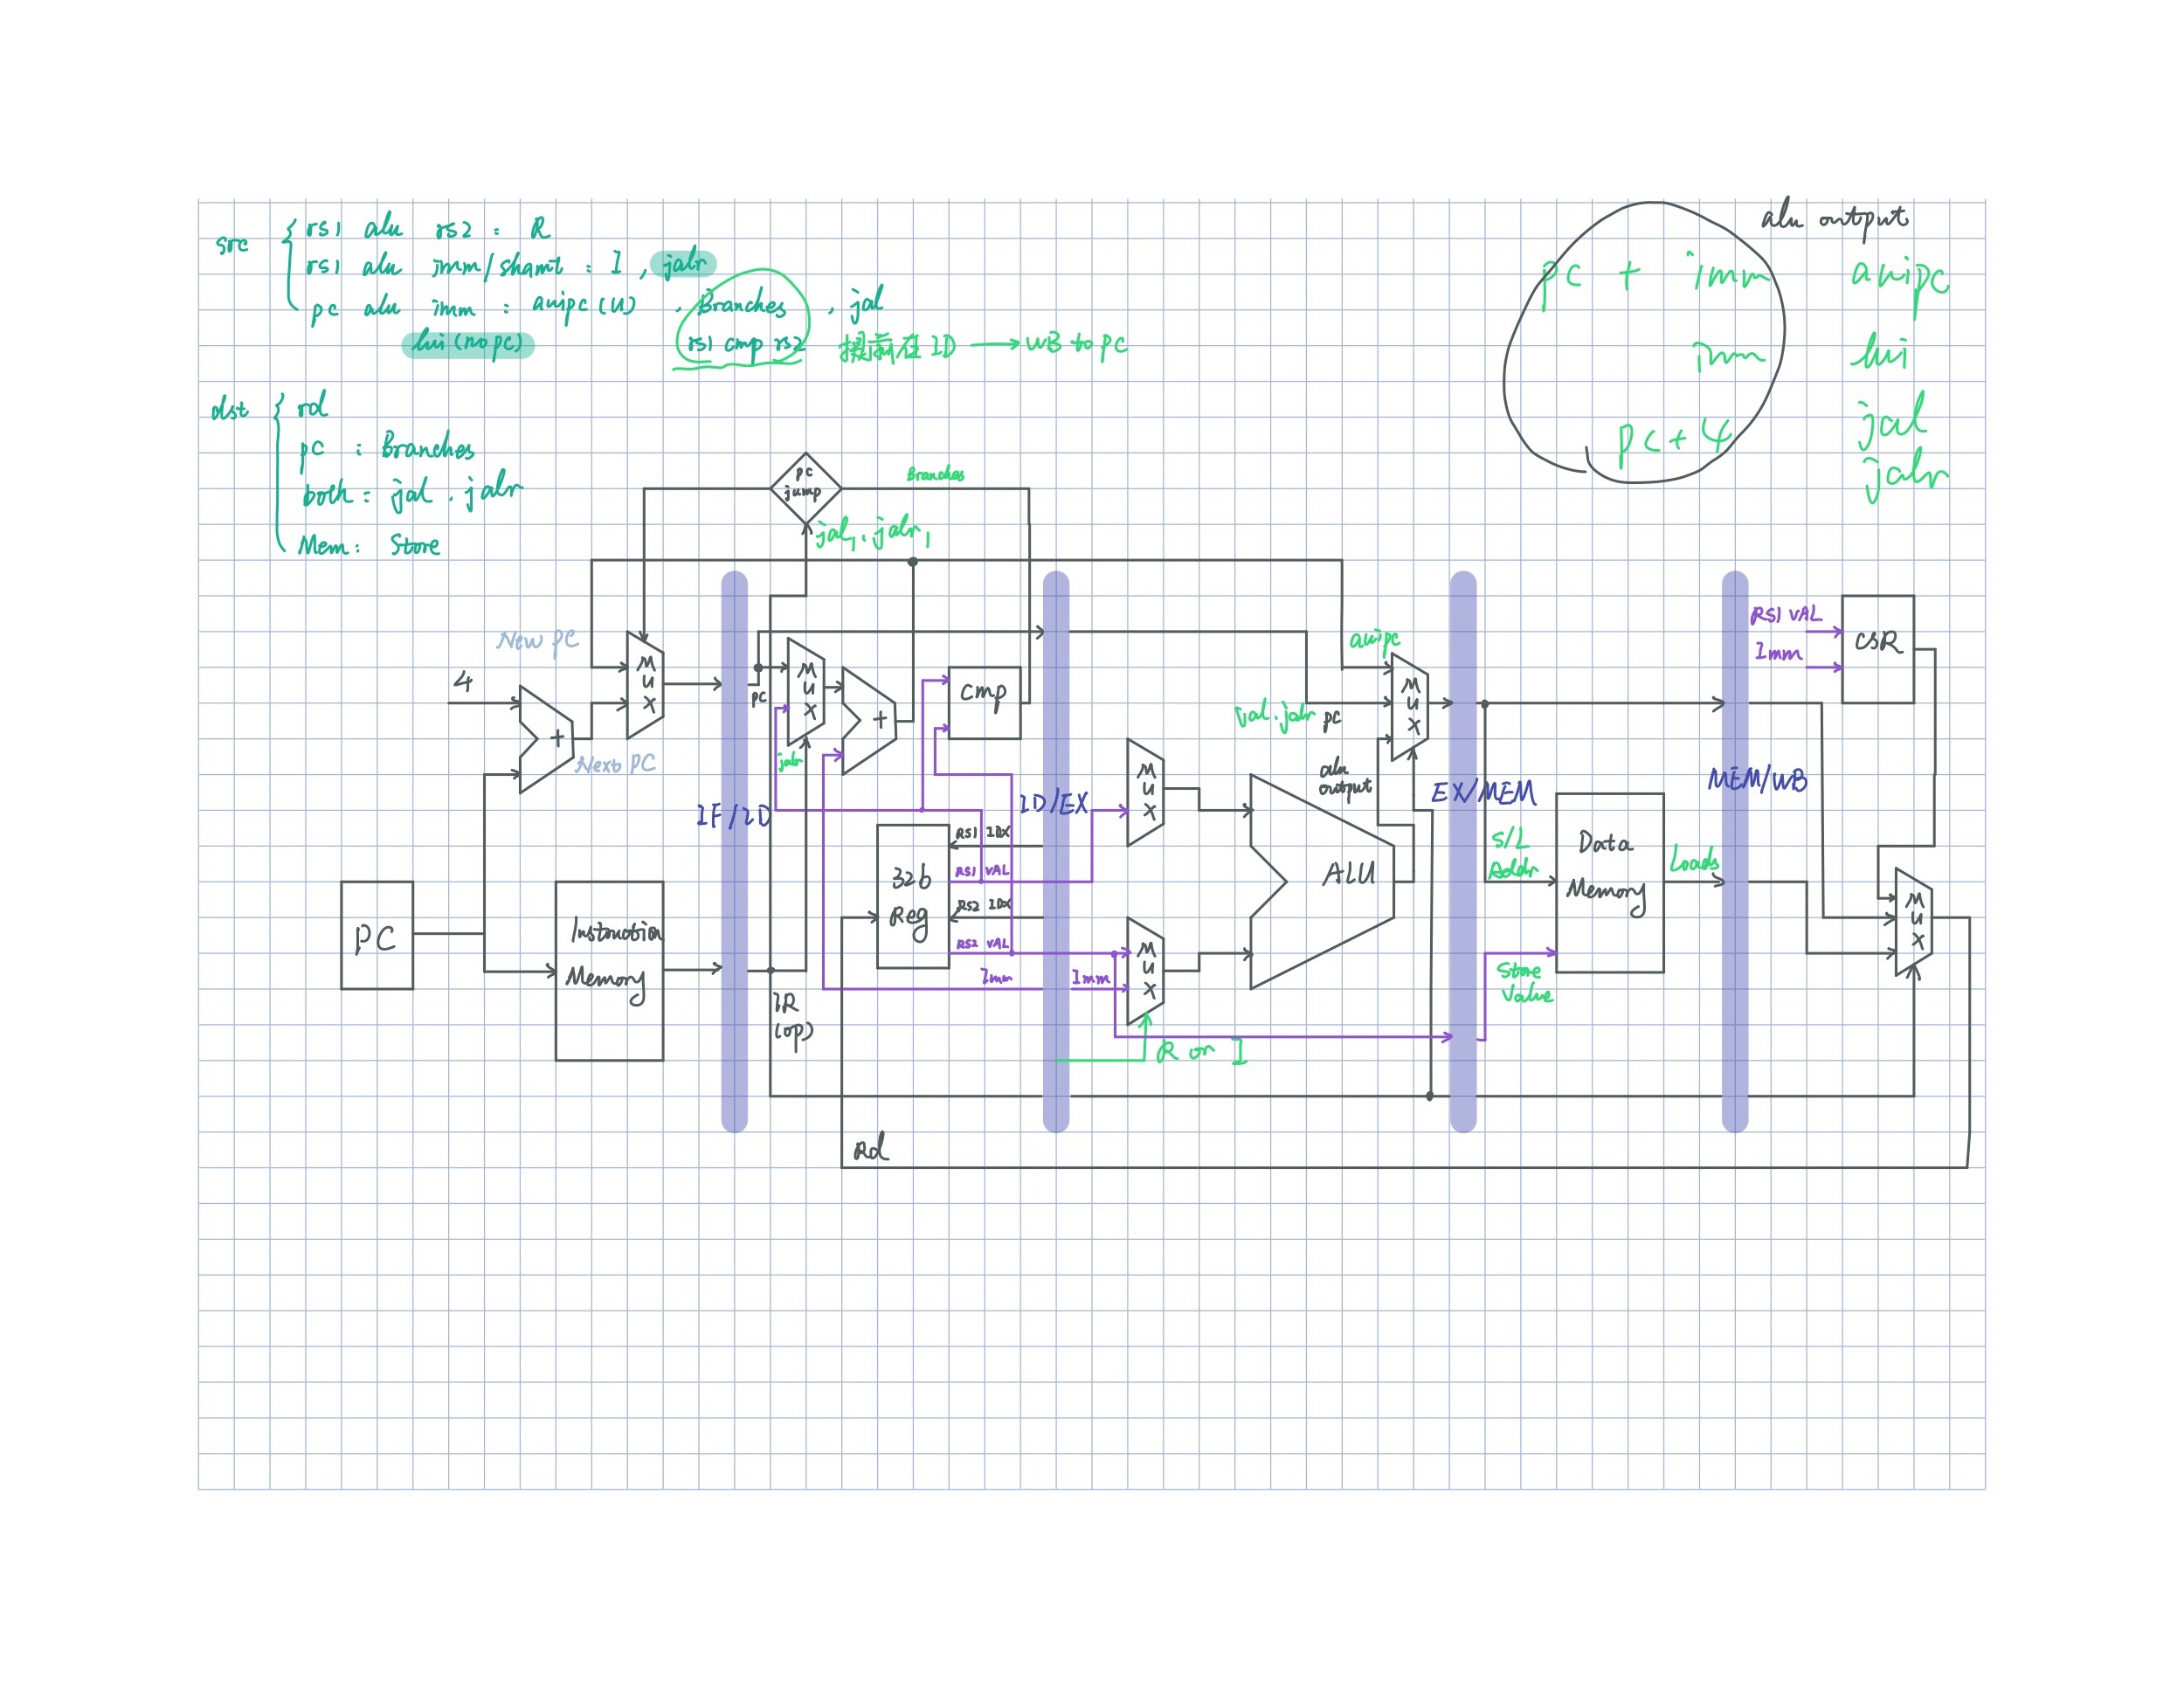 src
rs1 alu rs2 : R
rs1 alu imm/shamt : I , jalr
pc alu imm : auipc (U) , Branches , jal
lui (no pc)
rs1 cmp rs2
提前在 ID → WB to pc
alu output
pc + imm auipc
imm lui
pc + 4 jal
jalr
dst
rd
pc : Branches
both : jal . jalr
Mem : Store
pc
jump
Branches
jal, jalr,
New PC
4
+
Next PC
Mux
pc
Mux
jalr
+
cmp
auipc
jal . jalr pc
Mux
alu
output
RS1 VAL
Imm
CSR
IF/ID
ID/EX
EX/MEM
MEM/WB
PC
Instruction
Memory
32b
Reg
RS1 IDX
RS1 VAL
RS2 IDX
RS2 VAL
Imm
Imm
Mux
Mux
ALU
R or I
S/L
Addr
Store
Value
Data
Memory
Loads
Mux
IR
(op)
Rd